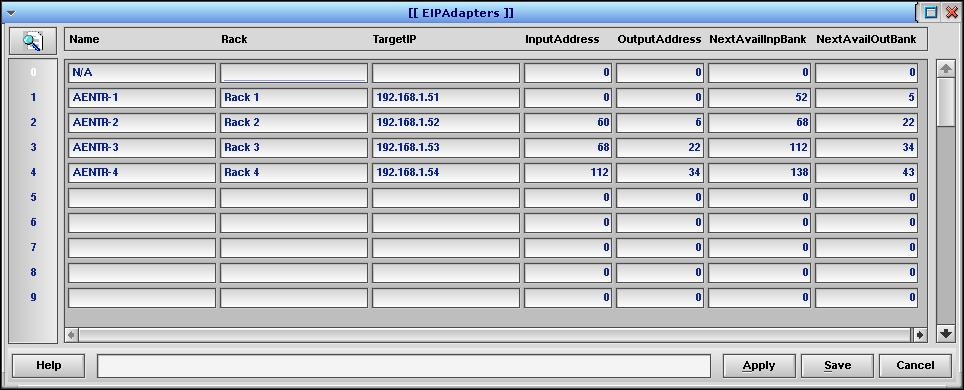 [[ EIPAdapters ]]
Name Rack TargetIP InputAddress OutputAddress NextAvailInpBank NextAvailOutBank
0 N/A 0 0 0 0
1 AENTR-1 Rack 1 192.168.1.51 0 0 52 5
2 AENTR-2 Rack 2 192.168.1.52 60 6 68 22
3 AENTR-3 Rack 3 192.168.1.53 68 22 112 34
4 AENTR-4 Rack 4 192.168.1.54 112 34 138 43
5 0 0 0 0
6 0 0 0 0
7 0 0 0 0
8 0 0 0 0
9 0 0 0 0
Help Apply Save Cancel